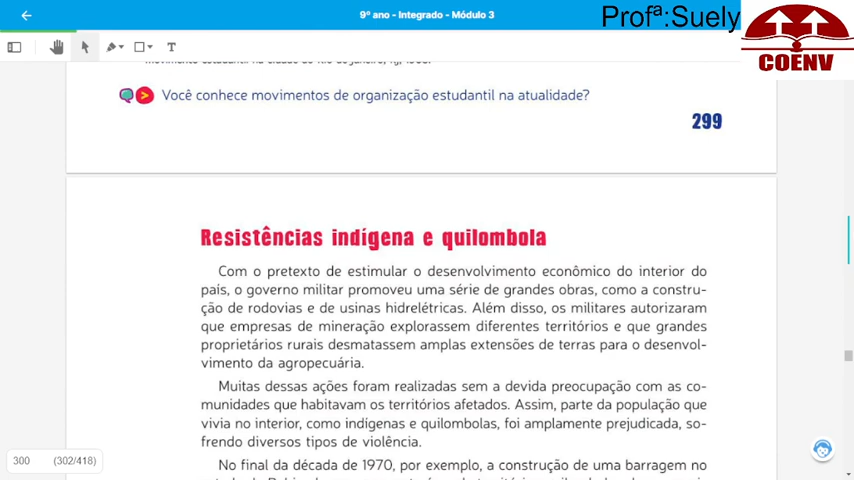 9º ano - Integrado - Módulo 3
Profª:Suely
COENV
T
Você conhece movimentos de organização estudantil na atualidade?
299
Resistências indígena e quilombola
Com o pretexto de estimular o desenvolvimento econômico do interior do
país, o governo militar promoveu uma série de grandes obras, como a constru-
ção de rodovias e de usinas hidrelétricas. Além disso, os militares autorizaram
que empresas de mineração explorassem diferentes territórios e que grandes
proprietários rurais desmatassem amplas extensões de terras para o desenvol-
vimento da agropecuária.
Muitas dessas ações foram realizadas sem a devida preocupação com as co-
munidades que habitavam os territórios afetados. Assim, parte da população que
vivia no interior, como indígenas e quilombolas, foi amplamente prejudicada, so-
frendo diversos tipos de violência.
No final da década de 1970, por exemplo, a construção de uma barragem no
300 (302/418)